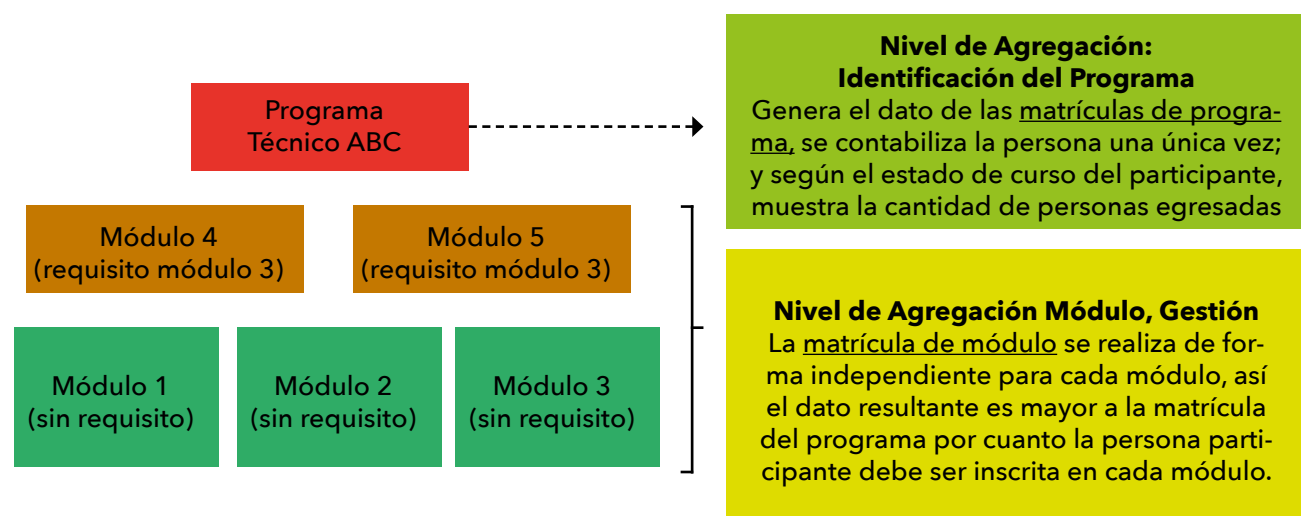 Programa
Técnico ABC
Nivel de Agregación:
Identificación del Programa
Genera el dato de las matrículas de progra-
ma, se contabiliza la persona una única vez;
y según el estado de curso del participante,
muestra la cantidad de personas egresadas
Módulo 4
(requisito módulo 3)
Módulo 5
(requisito módulo 3)
Módulo 1
(sin requisito)
Módulo 2
(sin requisito)
Módulo 3
(sin requisito)
Nivel de Agregación Módulo, Gestión
La matrícula de módulo se realiza de for-
ma independiente para cada módulo, así
el dato resultante es mayor a la matrícula
del programa por cuanto la persona parti-
cipante debe ser inscrita en cada módulo.